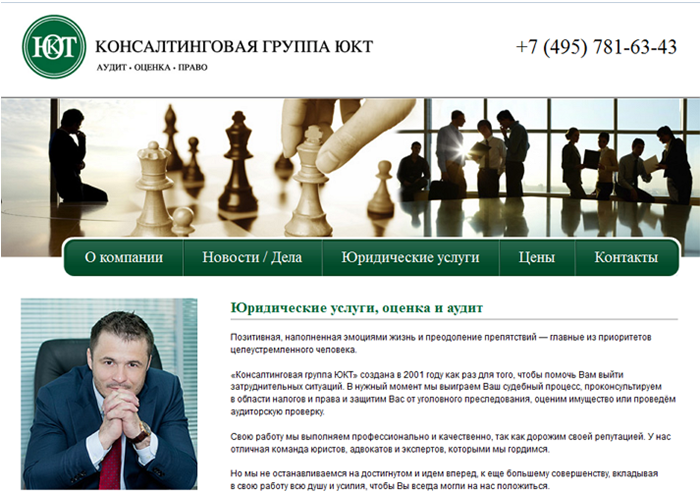 ЮКТ
КОНСАЛТИНГОВАЯ ГРУППА ЮКТ
АУДИТ • ОЦЕНКА • ПРАВО
+7 (495) 781-63-43
О компании
Новости / Дела
Юридические услуги
Цены
Контакты
Юридические услуги, оценка и аудит
Позитивная, наполненная эмоциями жизнь и преодоление препятствий — главные из приоритетов
целеустремленного человека.
«Консалтинговая группа ЮКТ» создана в 2001 году как раз для того, чтобы помочь Вам выйти
затруднительных ситуаций. В нужный момент мы выиграем Ваш судебный процесс, проконсультируем
в области налогов и права и защитим Вас от уголовного преследования, оценим имущество или проведём
аудиторскую проверку.
Свою работу мы выполняем профессионально и качественно, так как дорожим своей репутацией. У нас
отличная команда юристов, адвокатов и экспертов, которыми мы гордимся.
Но мы не останавливаемся на достигнутом и идем вперед, к еще большему совершенству, вкладывая
в свою работу всю душу и усилия, чтобы Вы всегда могли на нас положиться.